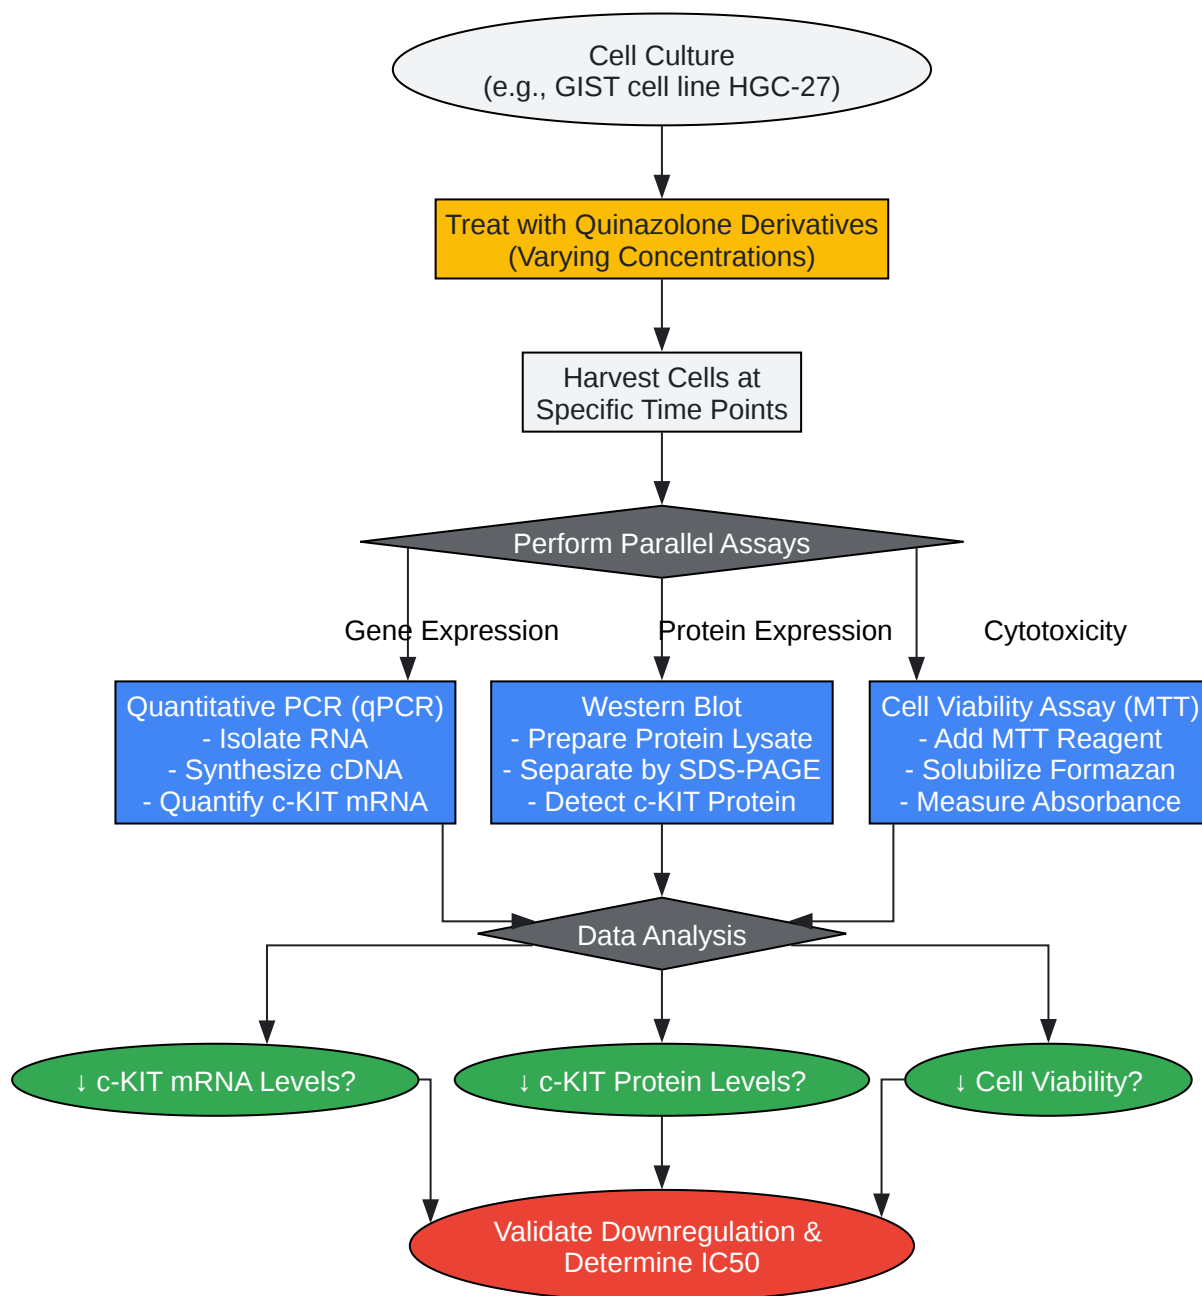 Cell Culture
(e.g., GIST cell line HGC-27)
Treat with Quinazolone Derivatives
(Varying Concentrations)
Harvest Cells at
Specific Time Points
Perform Parallel Assays
Gene Expression
Protein Expression
Cytotoxicity
Quantitative PCR (qPCR)
- Isolate RNA
- Synthesize cDNA
- Quantify c-KIT mRNA
Western Blot
- Prepare Protein Lysate
- Separate by SDS-PAGE
- Detect c-KIT Protein
Cell Viability Assay (MTT)
- Add MTT Reagent
- Solubilize Formazan
- Measure Absorbance
Data Analysis
↓ c-KIT mRNA Levels?
↓ c-KIT Protein Levels?
↓ Cell Viability?
Validate Downregulation &
Determine IC50